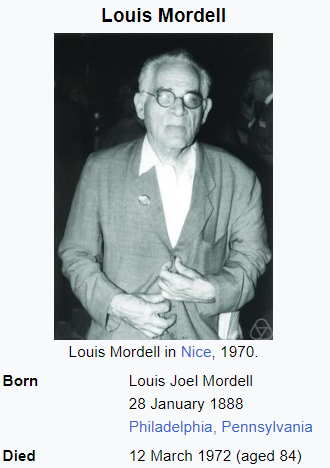 Louis Mordell
Louis Mordell in Nice, 1970.
Born Louis Joel Mordell
28 January 1888
Philadelphia, Pennsylvania
Died 12 March 1972 (aged 84)